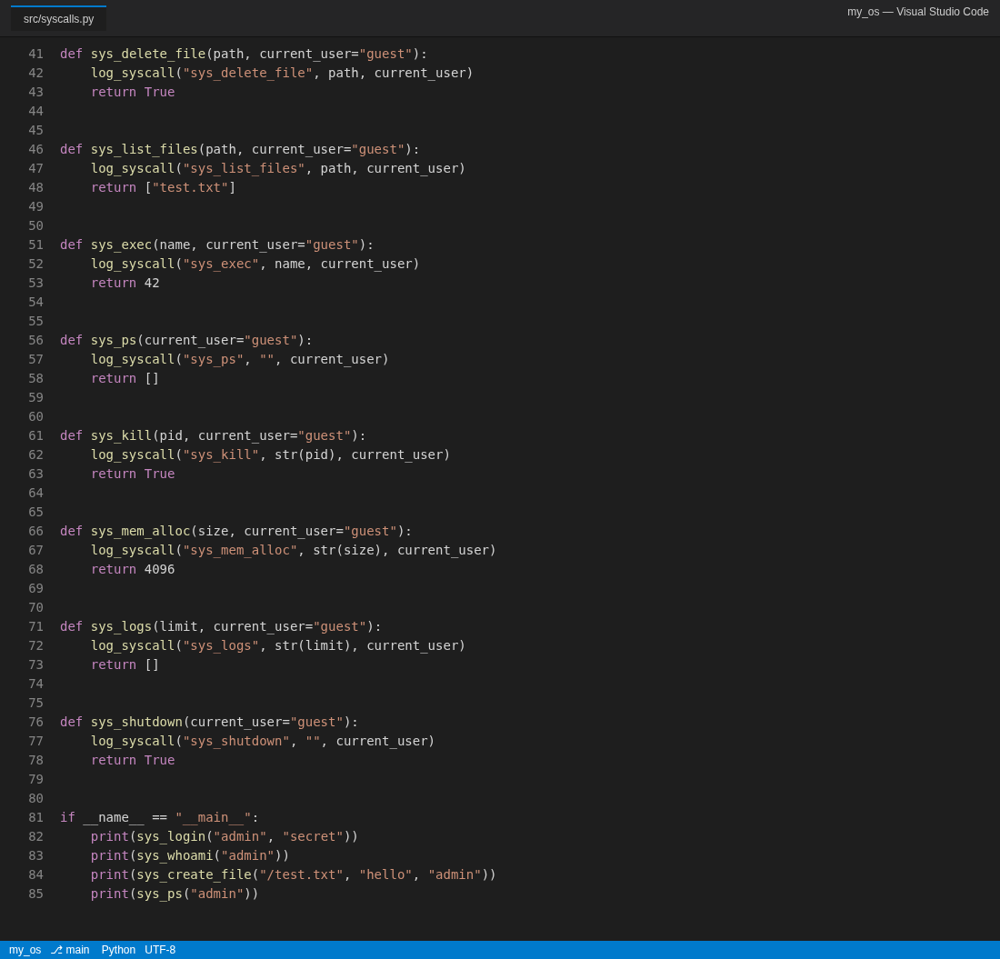 src/syscalls.py
my_os — Visual Studio Code
41 def sys_delete_file(path, current_user="guest"):
42     log_syscall("sys_delete_file", path, current_user)
43     return True
44
45
46 def sys_list_files(path, current_user="guest"):
47     log_syscall("sys_list_files", path, current_user)
48     return ["test.txt"]
49
50
51 def sys_exec(name, current_user="guest"):
52     log_syscall("sys_exec", name, current_user)
53     return 42
54
55
56 def sys_ps(current_user="guest"):
57     log_syscall("sys_ps", "", current_user)
58     return []
59
60
61 def sys_kill(pid, current_user="guest"):
62     log_syscall("sys_kill", str(pid), current_user)
63     return True
64
65
66 def sys_mem_alloc(size, current_user="guest"):
67     log_syscall("sys_mem_alloc", str(size), current_user)
68     return 4096
69
70
71 def sys_logs(limit, current_user="guest"):
72     log_syscall("sys_logs", str(limit), current_user)
73     return []
74
75
76 def sys_shutdown(current_user="guest"):
77     log_syscall("sys_shutdown", "", current_user)
78     return True
79
80
81 if __name__ == "__main__":
82     print(sys_login("admin", "secret"))
83     print(sys_whoami("admin"))
84     print(sys_create_file("/test.txt", "hello", "admin"))
85     print(sys_ps("admin"))
my_os ⎇ main Python UTF-8